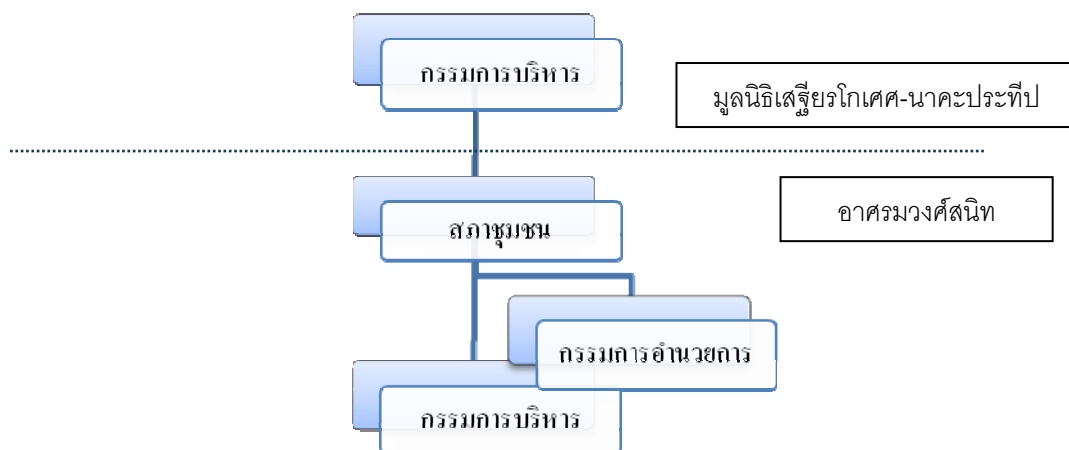 กรรมการบริหาร
มูลนิธิเสฐียรโกเศศ-นาคะประทีป
อาศรมวงศ์สนิท
สภาชุมชน
กรรมการอำนวยการ
กรรมการบริหาร